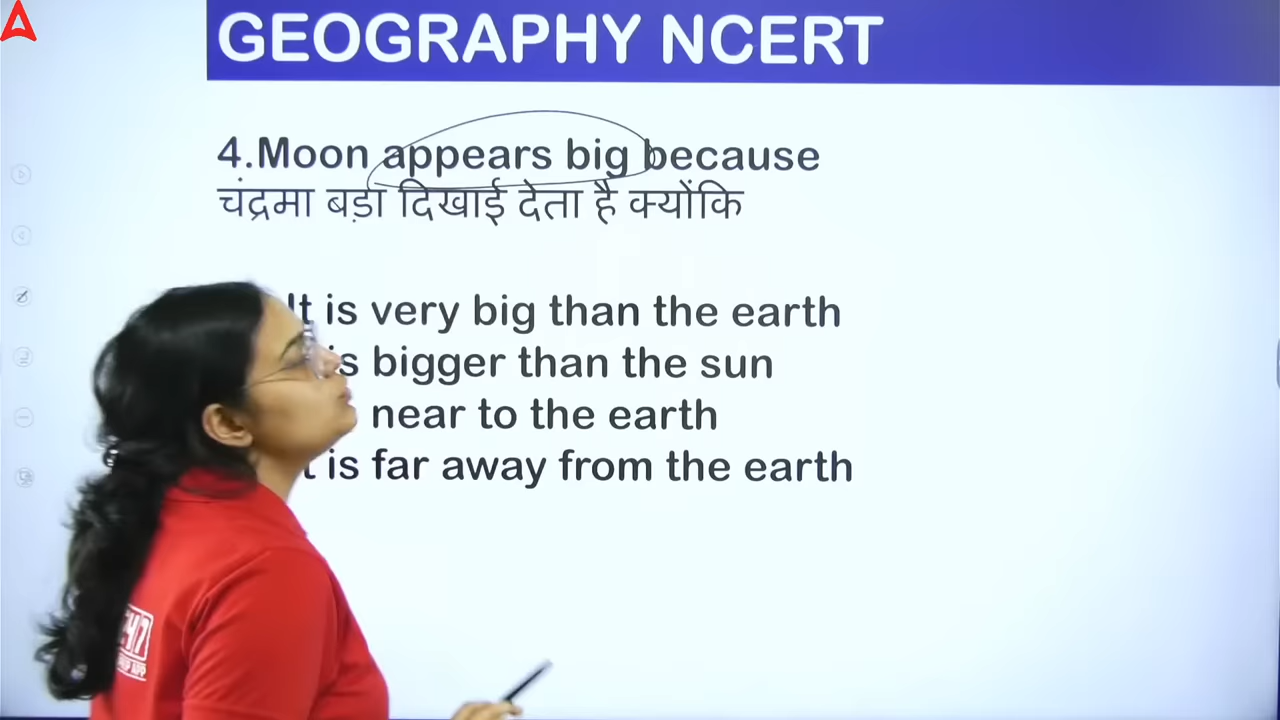 GEOGRAPHY NCERT
4.Moon appears big because
चंद्रमा बड़ा दिखाई देता है क्योंकि
It is very big than the earth
is bigger than the sun
near to the earth
is far away from the earth